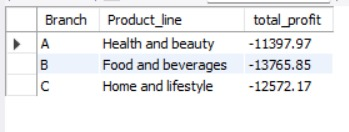 Branch Product_line total_profit
A Health and beauty -11397.97
B Food and beverages -13765.85
C Home and lifestyle -12572.17